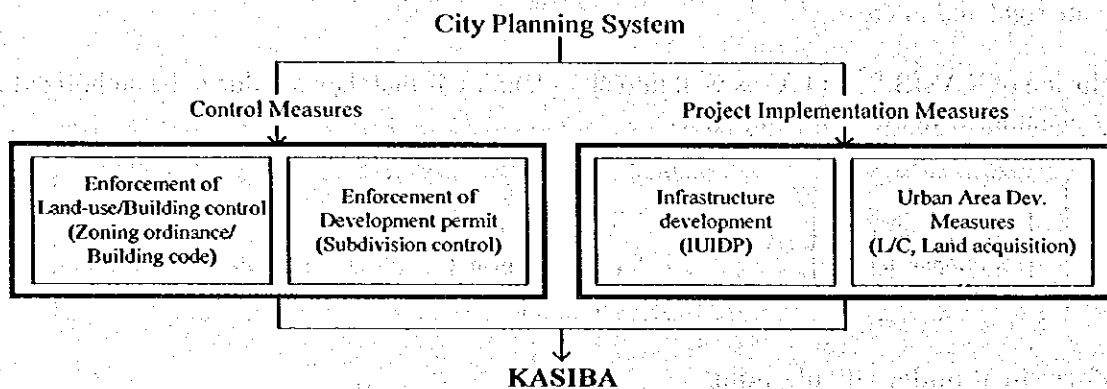 City Planning System
Control Measures
Project Implementation Measures
Enforcement of
Land-use/Building control
(Zoning ordinance/
Building code)
Enforcement of
Development permit
(Subdivision control)
Infrastructure
development
(IUIDP)
Urban Area Dev.
Measures
(L/C, Land acquisition)
KASIBA